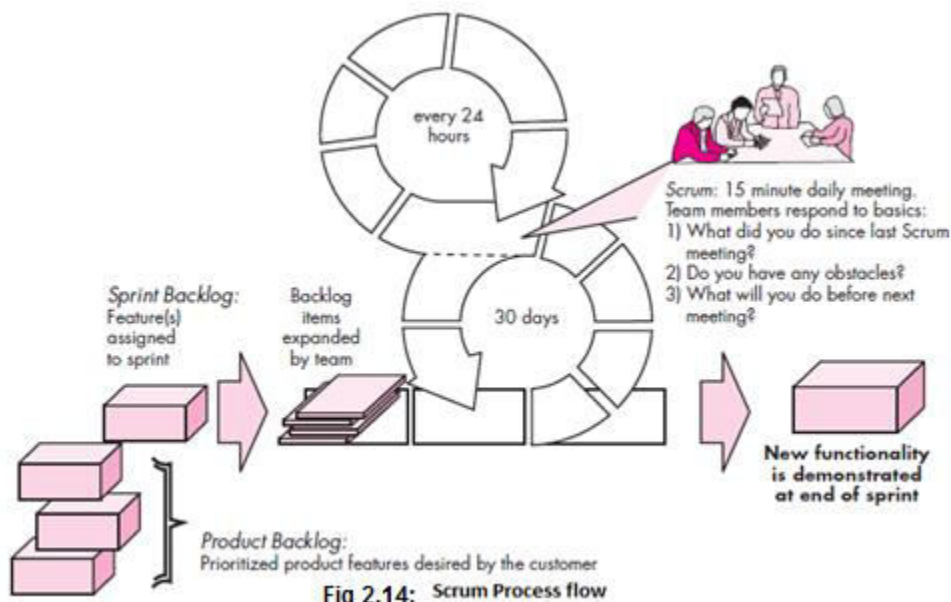 every 24
hours
Scrum: 15 minute daily meeting.
Team members respond to basics:
1) What did you do since last Scrum
meeting?
2) Do you have any obstacles?
3) What will you do before next
meeting?
Sprint Backlog:
Feature(s)
assigned
to sprint
Backlog
items
expanded
by team
30 days
New functionality
is demonstrated
at end of sprint
Product Backlog:
Prioritized product features desired by the customer
Fig 2.14: Scrum Process flow